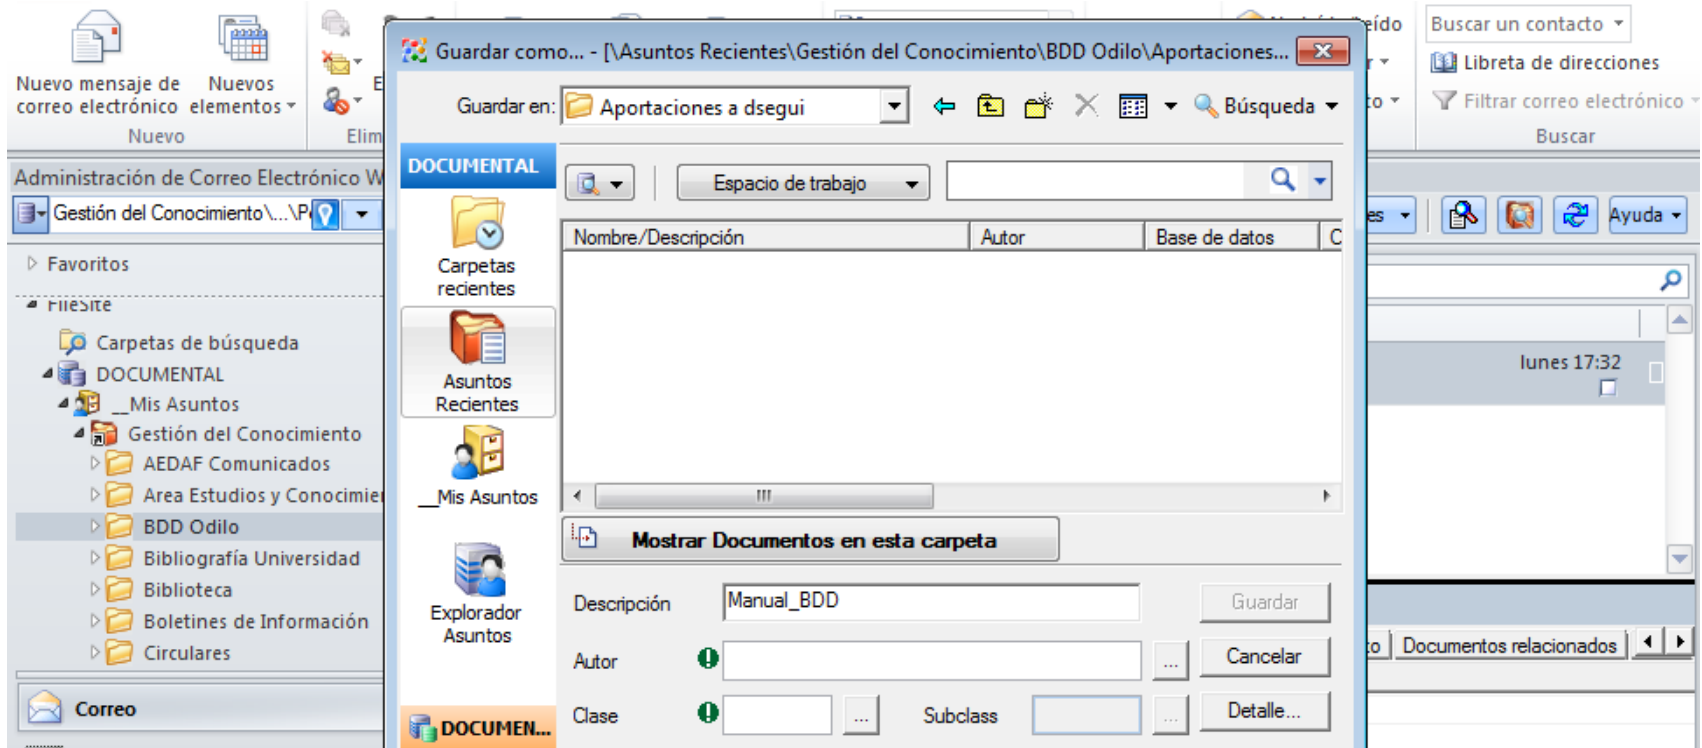 Nuevo mensaje de
correo electrónico
Nuevos
elementos
Nuevo
Elim
Buscar un contacto
Libreta de direcciones
Filtrar correo electrónico
Buscar
Guardar como... - [\Asuntos Recientes\Gestión del Conocimiento\BDD Odilo\Aportaciones...
Guardar en:
Aportaciones a dsegui
Búsqueda
Administración de Correo Electrónico W
Gestión del Conocimiento\...\P
Favoritos
FileSite
Carpetas de búsqueda
DOCUMENTAL
__Mis Asuntos
Gestión del Conocimiento
AEDAF Comunicados
Area Estudios y Conocimie
BDD Odilo
Bibliografía Universidad
Biblioteca
Boletines de Información
Circulares
Correo
DOCUMENTAL
Carpetas
recientes
Asuntos
Recientes
__Mis Asuntos
Explorador
Asuntos
DOCUMEN...
Espacio de trabajo
Nombre/Descripción
Autor
Base de datos
C
Mostrar Documentos en esta carpeta
Descripción
Manual_BDD
Guardar
Autor
...
Cancelar
Clase
...
Subclass
...
Detalle...
es
Ayuda
lunes 17:32
to
Documentos relacionados